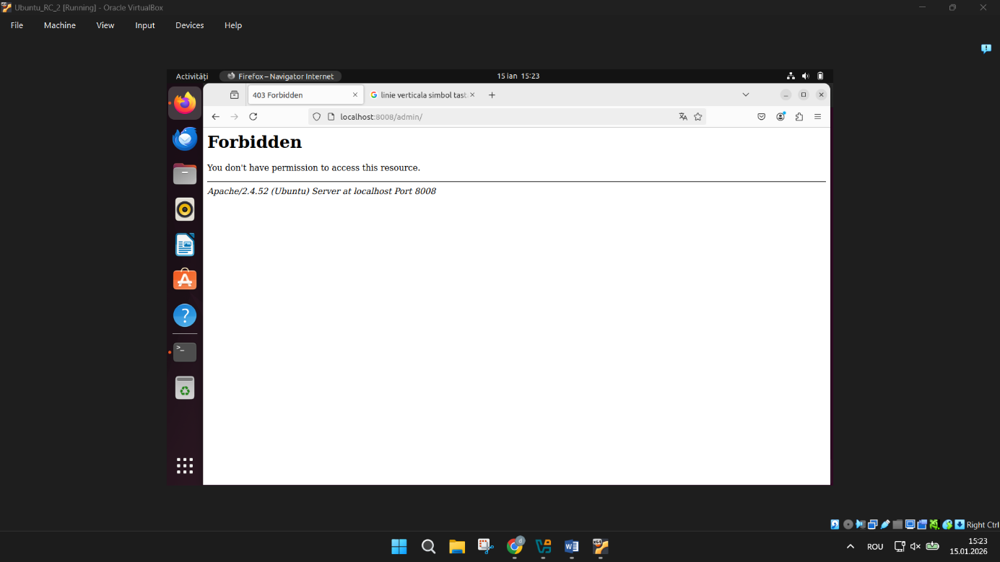 Ubuntu_RC_2 [Running] - Oracle VirtualBox
File Machine View Input Devices Help
Activități Firefox – Navigator Internet 15 ian 15:23
403 Forbidden linie verticala simbol tast
localhost:8008/admin/
Forbidden
You don't have permission to access this resource.
Apache/2.4.52 (Ubuntu) Server at localhost Port 8008
Right Ctrl
ROU 15:23
15.01.2026